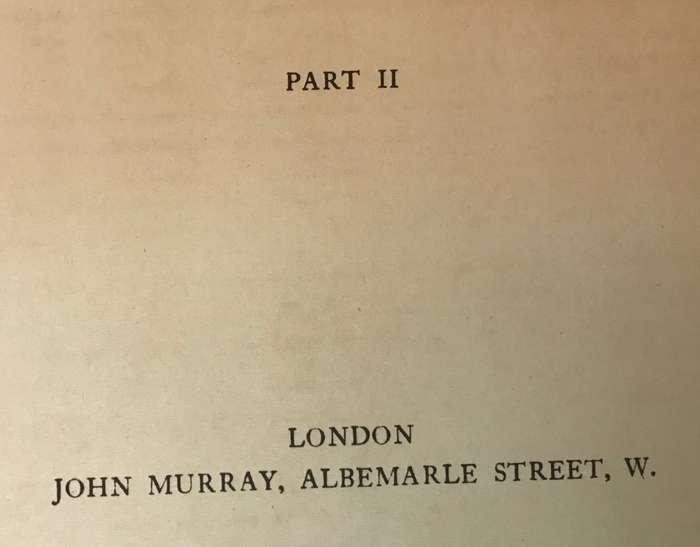 PART II
LONDON
JOHN MURRAY, ALBEMARLE STREET, W.